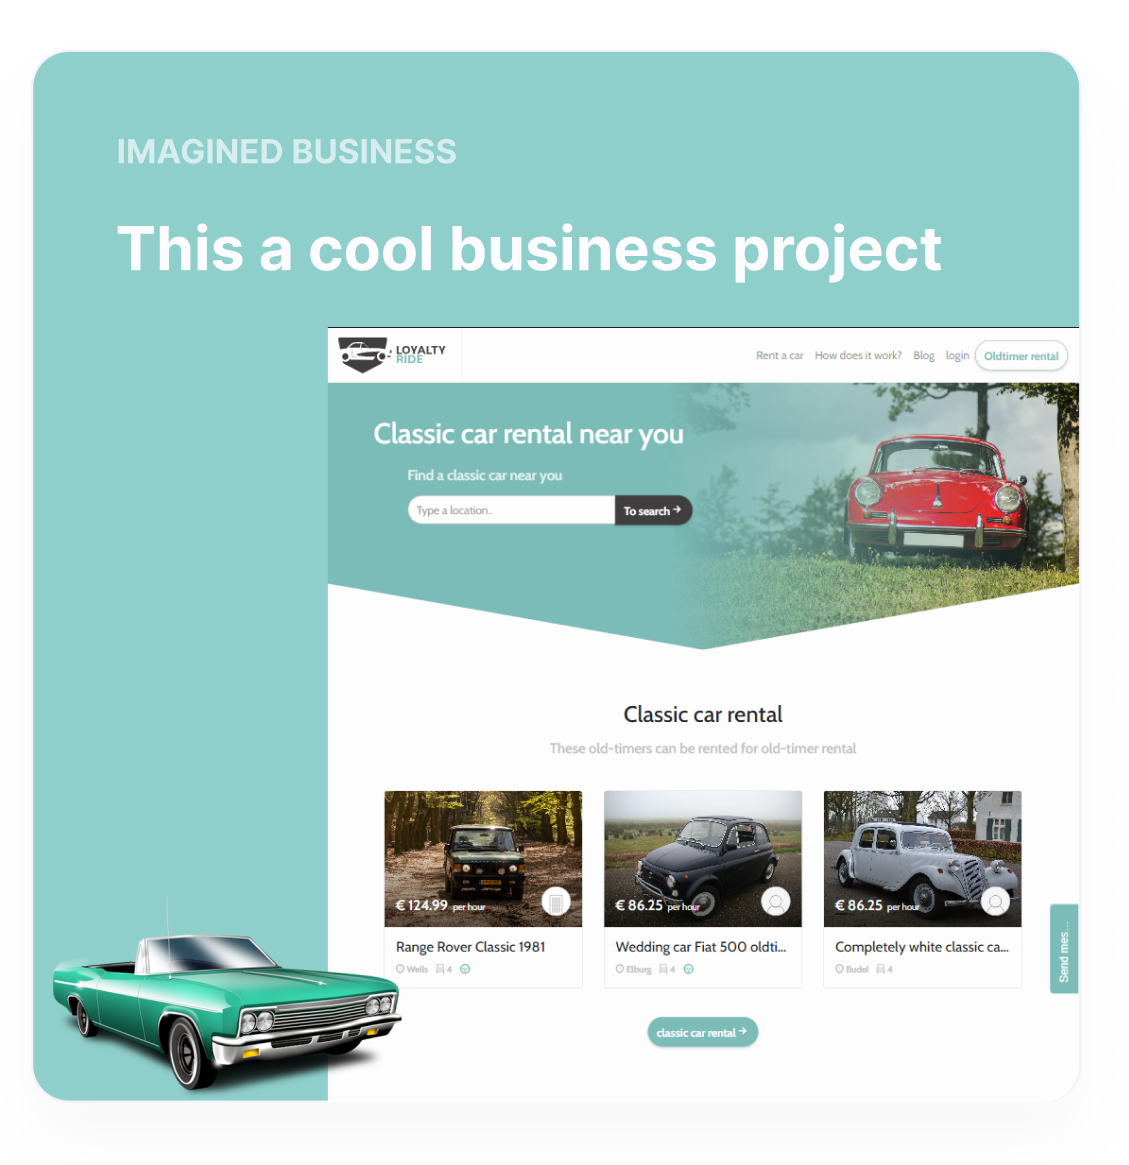 IMAGINED BUSINESS
This a cool business project
LOYALTY
RIDE
Rent a car How does it work? Blog login Oldtimer rental
Classic car rental near you
Find a classic car near you
Type a location.. To search →
Classic car rental
These old-timers can be rented for old-timer rental
€ 124.99 per hour
Range Rover Classic 1981
Wells 4
€ 86.25 per hour
Wedding car Fiat 500 oldti...
Elburg 4
€ 86.25 per hour
Completely white classic ca...
Budel 4
Send mes...
classic car rental →